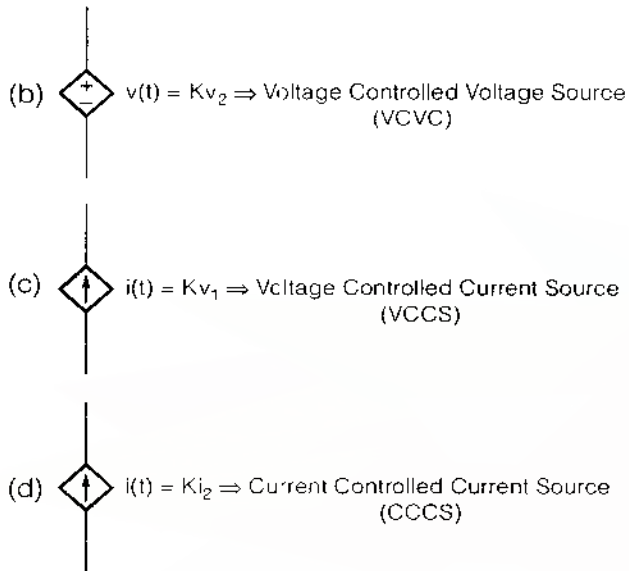 (b) + − v(t) = Kv₂ ⇒ Voltage Controlled Voltage Source
(VCVC)
(c) i(t) = Kv₁ ⇒ Voltage Controlled Current Source
(VCCS)
(d) i(t) = Ki₂ ⇒ Current Controlled Current Source
(CCCS)